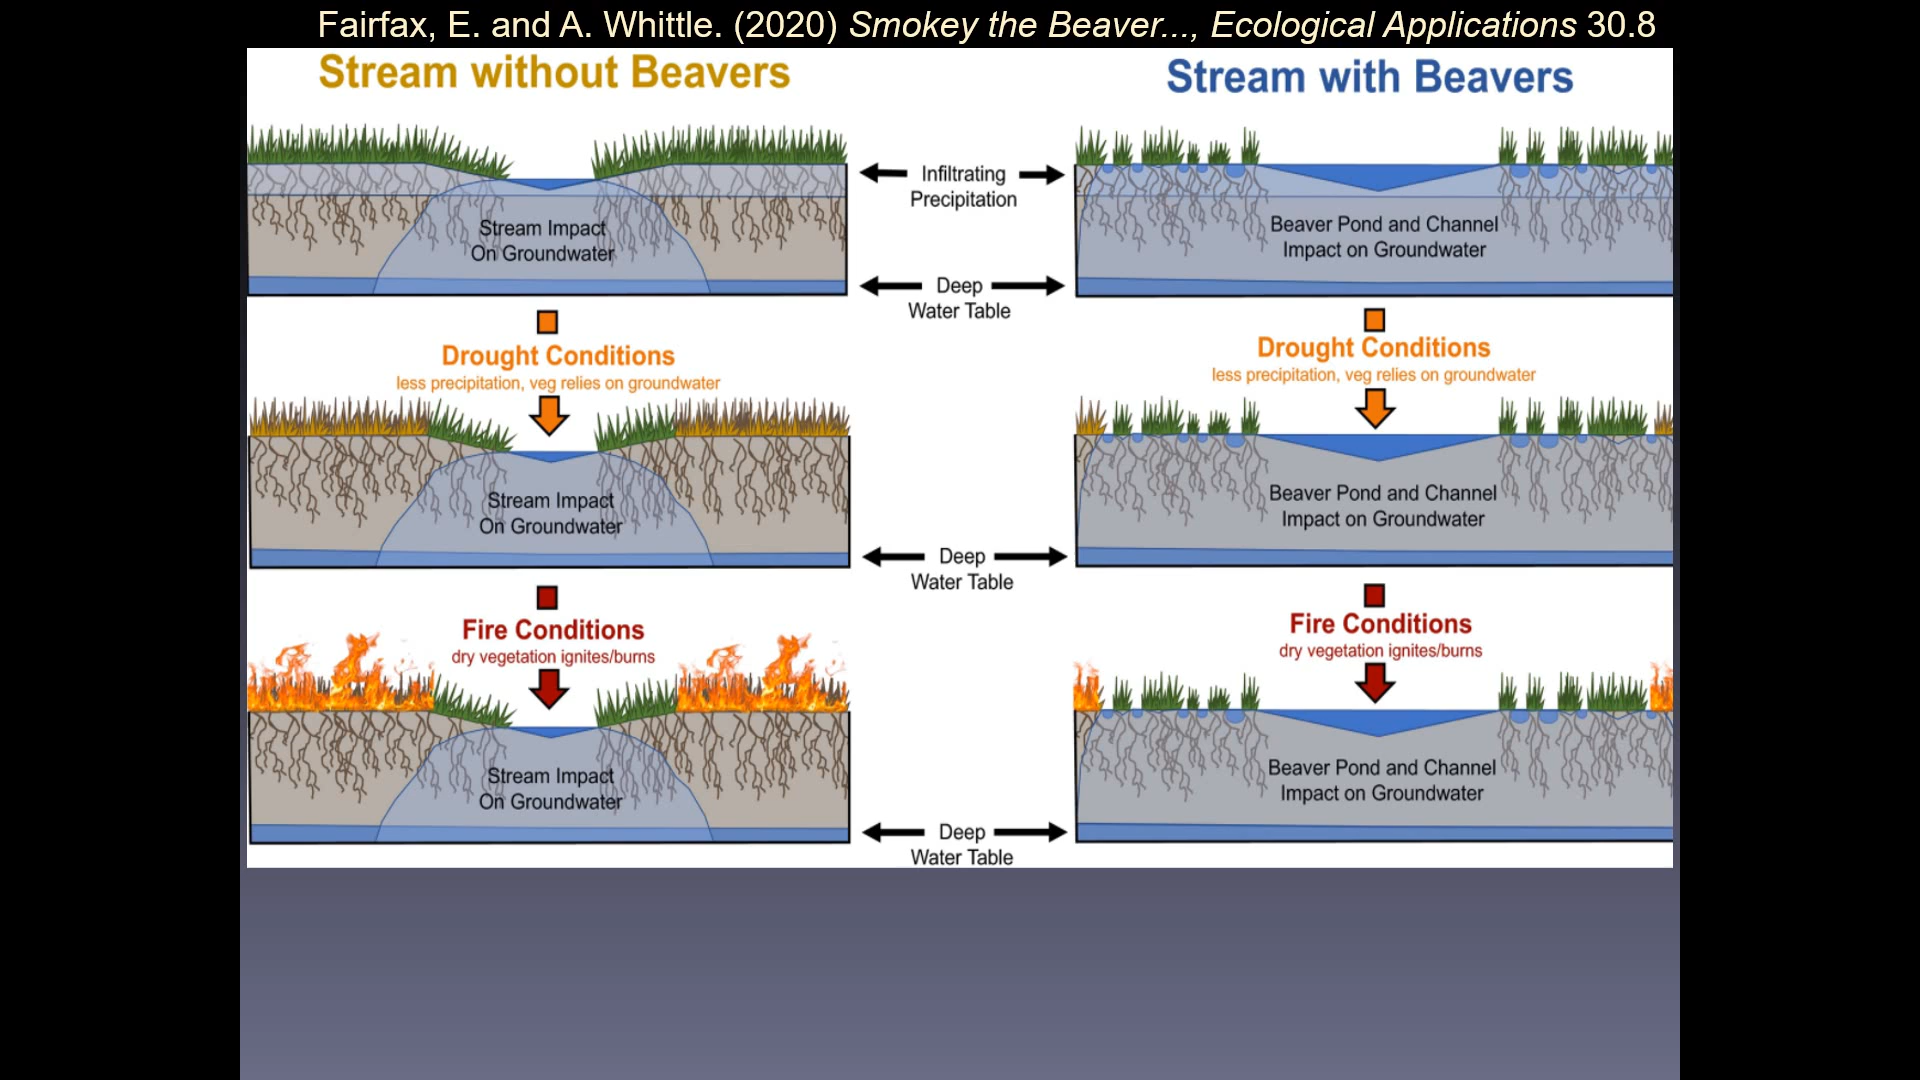 Fairfax, E. and A. Whittle. (2020) Smokey the Beaver..., Ecological Applications 30.8
Stream without Beavers
Stream with Beavers
Infiltrating
Precipitation
Stream Impact
On Groundwater
Beaver Pond and Channel
Impact on Groundwater
Deep
Water Table
Drought Conditions
less precipitation, veg relies on groundwater
Drought Conditions
less precipitation, veg relies on groundwater
Stream Impact
On Groundwater
Beaver Pond and Channel
Impact on Groundwater
Deep
Water Table
Fire Conditions
dry vegetation ignites/burns
Fire Conditions
dry vegetation ignites/burns
Stream Impact
On Groundwater
Beaver Pond and Channel
Impact on Groundwater
Deep
Water Table